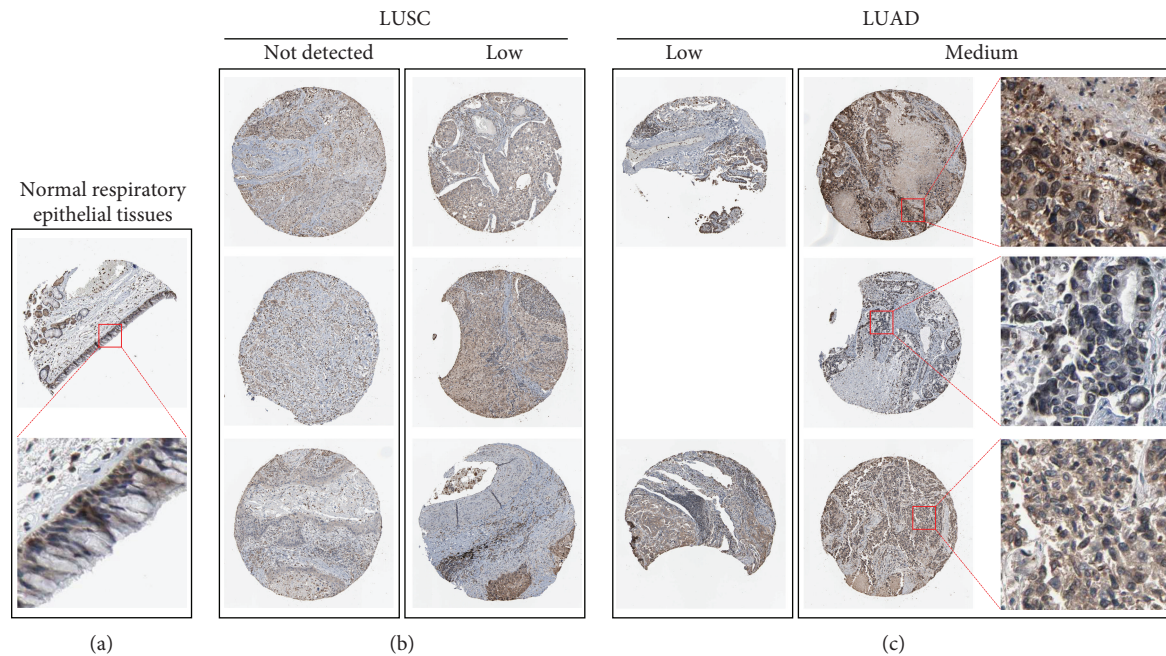 LUSC
LUAD
Not detected
Low
Low
Medium
Normal respiratory
epithelial tissues
(a)
(b)
(c)